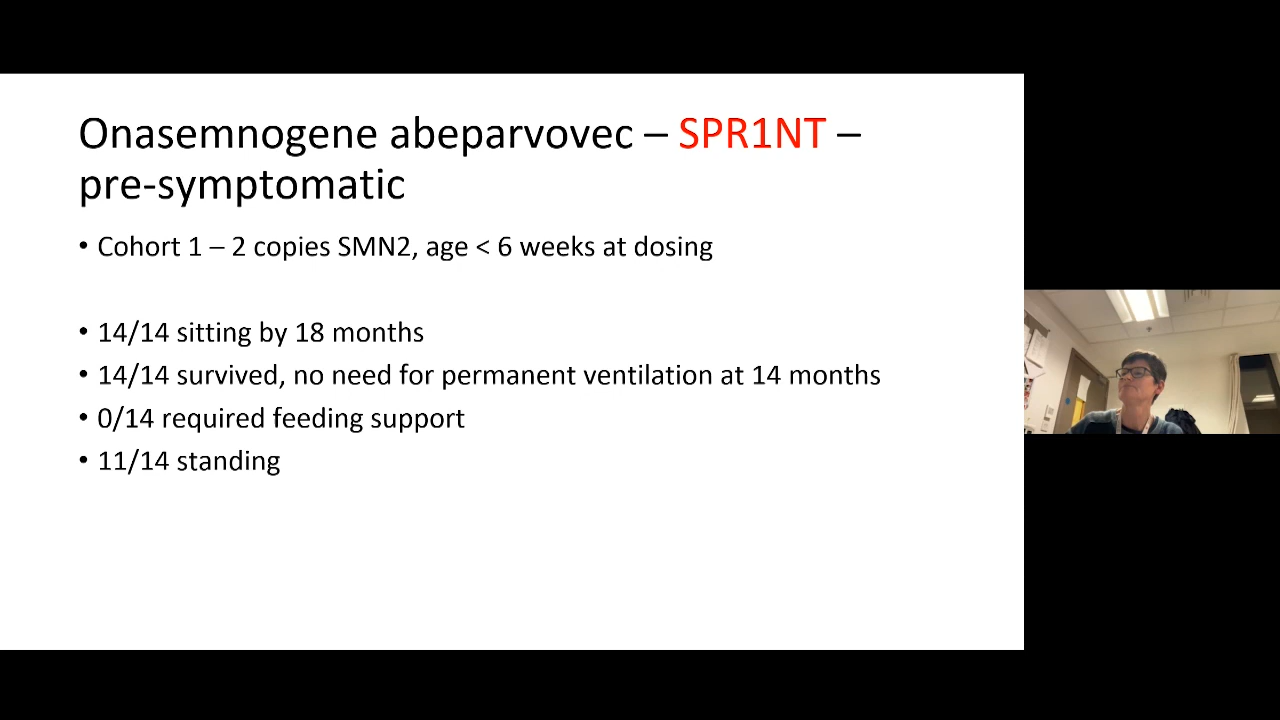 Onasemnogene abeparvovec – SPR1NT –
pre-symptomatic
• Cohort 1 – 2 copies SMN2, age < 6 weeks at dosing
• 14/14 sitting by 18 months
• 14/14 survived, no need for permanent ventilation at 14 months
• 0/14 required feeding support
• 11/14 standing